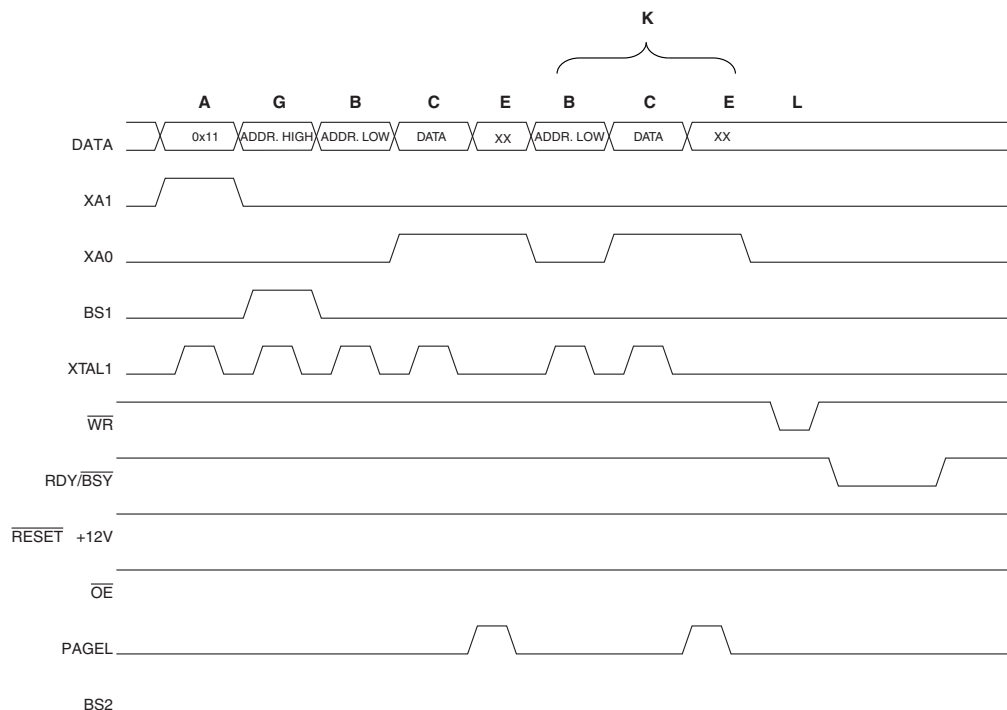 K
A G B C E B C E L
DATA 0x11 ADDR. HIGH ADDR. LOW DATA XX ADDR. LOW DATA XX
XA1
XA0
BS1
XTAL1
WR
RDY/BSY
RESET +12V
OE
PAGEL
BS2